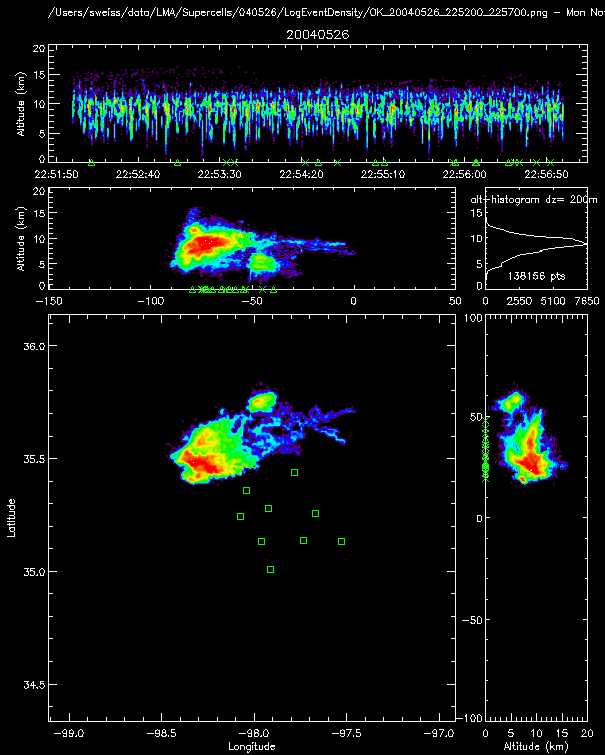 /Users/sweiss/data/LMA/Supercells/040526/LogEventDensity/OK_20040526_225200_225700.png — Mon Nov
20040526
20
15
10
5
0
Altitude (km)
22:51:50 22:52:40 22:53:30 22:54:20 22:55:10 22:56:00 22:56:50
20
15
10
5
0
Altitude (km)
−150 −100 −50 0 50
alt−histogram dz= 200m
20
15
10
5
0
138156 pts
0 2550 5100 7650
36.0
35.5
35.0
34.5
Latitude
−99.0 −98.5 −98.0 −97.5 −97.0
Longitude
100
50
0
−50
−100
0 5 10 15 20
Altitude (km)